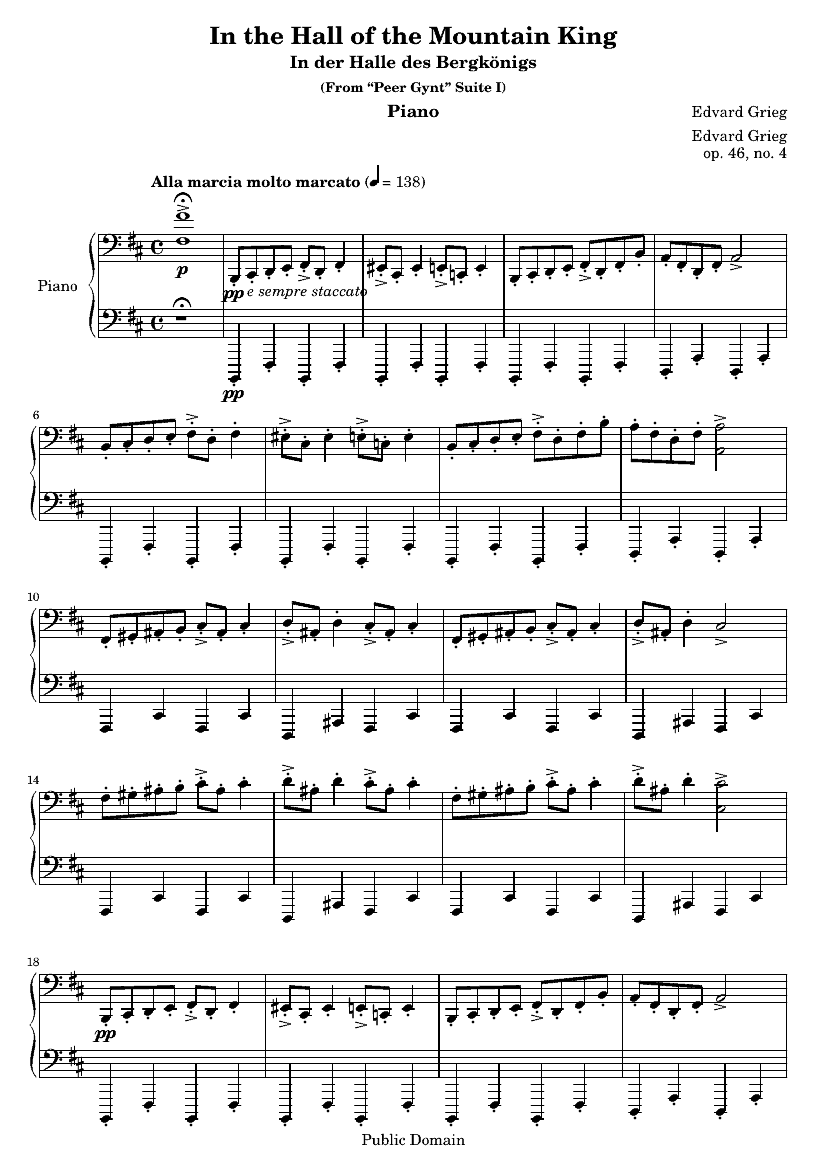 In the Hall of the Mountain King
In der Halle des Bergkönigs
(From “Peer Gynt” Suite I)
Piano
Edvard Grieg
Edvard Grieg
op. 46, no. 4
Alla marcia molto marcato (♩ = 138)
Piano
p
pp e sempre staccato
pp
6
10
14
18
pp
Public Domain